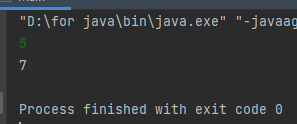 "D:\for java\bin\java.exe" "-javaag
5
7
Process finished with exit code 0